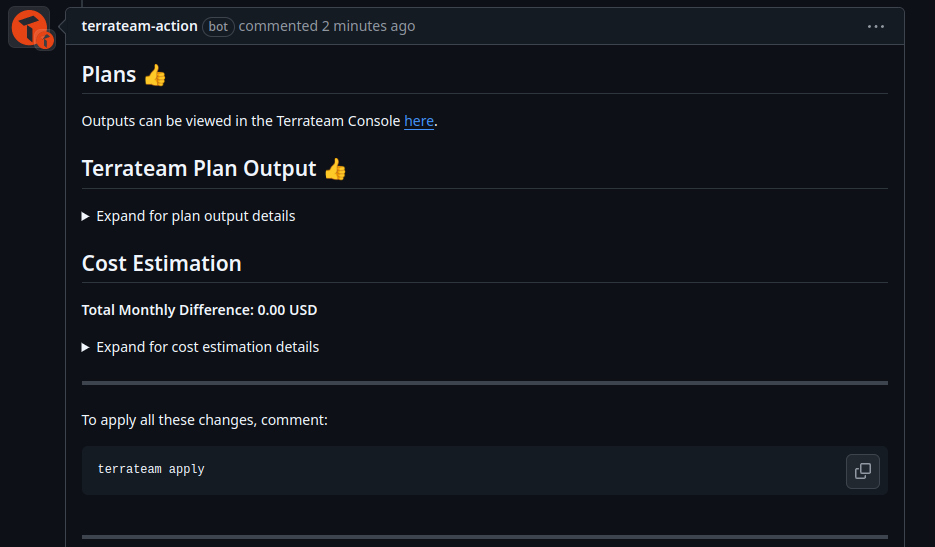 terrateam-action bot commented 2 minutes ago
Plans 👍
Outputs can be viewed in the Terrateam Console here.
Terrateam Plan Output 👍
Expand for plan output details
Cost Estimation
Total Monthly Difference: 0.00 USD
Expand for cost estimation details
To apply all these changes, comment:
terrateam apply